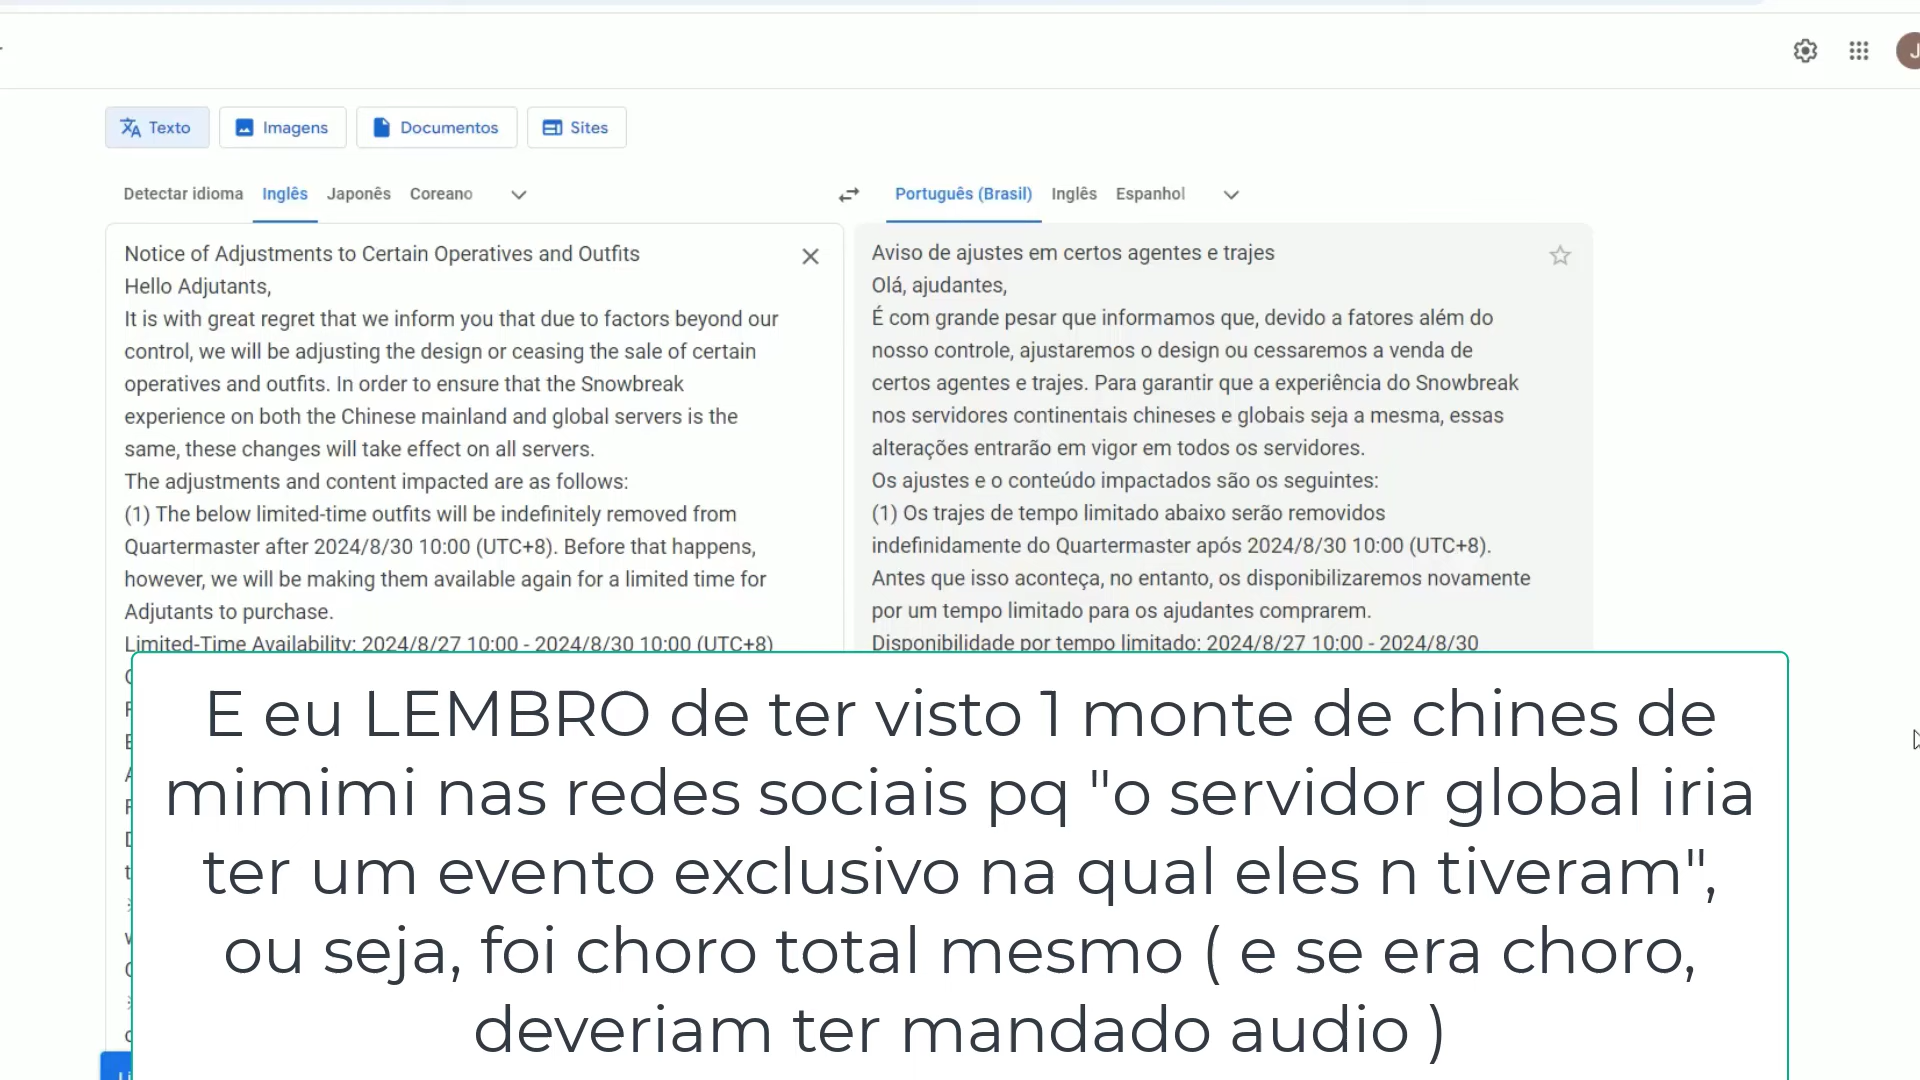 J
Texto
Imagens
Documentos
Sites
Detectar idioma
Inglês
Japonês
Coreano
Português (Brasil)
Inglês
Espanhol
Notice of Adjustments to Certain Operatives and Outfits
Hello Adjutants,
It is with great regret that we inform you that due to factors beyond our
control, we will be adjusting the design or ceasing the sale of certain
operatives and outfits. In order to ensure that the Snowbreak
experience on both the Chinese mainland and global servers is the
same, these changes will take effect on all servers.
The adjustments and content impacted are as follows:
(1) The below limited-time outfits will be indefinitely removed from
Quartermaster after 2024/8/30 10:00 (UTC+8). Before that happens,
however, we will be making them available again for a limited time for
Adjutants to purchase.
Limited-Time Availability: 2024/8/27 10:00 - 2024/8/30 10:00 (UTC+8)
Aviso de ajustes em certos agentes e trajes
Olá, ajudantes,
É com grande pesar que informamos que, devido a fatores além do
nosso controle, ajustaremos o design ou cessaremos a venda de
certos agentes e trajes. Para garantir que a experiência do Snowbreak
nos servidores continentais chineses e globais seja a mesma, essas
alterações entrarão em vigor em todos os servidores.
Os ajustes e o conteúdo impactados são os seguintes:
(1) Os trajes de tempo limitado abaixo serão removidos
indefinidamente do Quartermaster após 2024/8/30 10:00 (UTC+8).
Antes que isso aconteça, no entanto, os disponibilizaremos novamente
por um tempo limitado para os ajudantes comprarem.
Disponibilidade por tempo limitado: 2024/8/27 10:00 - 2024/8/30
E eu LEMBRO de ter visto 1 monte de chines de
mimimi nas redes sociais pq "o servidor global iria
ter um evento exclusivo na qual eles n tiveram",
ou seja, foi choro total mesmo ( e se era choro,
deveriam ter mandado audio )